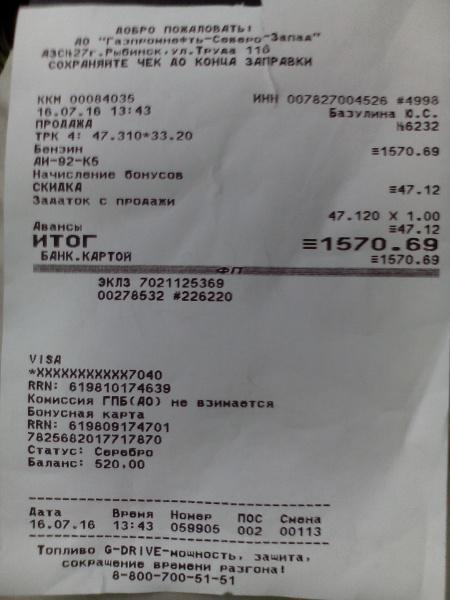 ДОБРО ПОЖАЛОВАТЬ!
АО "Газпромнефть-Северо-Запад"
АЗС№27г.Рыбинск,ул.Труда 116
СОХРАНЯЙТЕ ЧЕК ДО КОНЦА ЗАПРАВКИ
ККМ 00084035 ИНН 007827004526 #4998
16.07.16 13:43 Базулина Ю.С.
ПРОДАЖА №6232
ТРК 4: 47.310*33.20
Бензин ≡1570.69
АИ-92-К5
Начисление бонусов
СКИДКА ≡47.12
Задаток с продажи
47.120 X 1.00
Авансы ≡47.12
ИТОГ ≡1570.69
БАНК.КАРТОЙ ≡1570.69
ФП
ЭКЛЗ 7021125369
00278532 #226220
VISA
*XXXXXXXXXXX7040
RRN: 619810174639
Комиссия ГПБ(АО) не взимается
Бонусная карта
RRN: 619809174701
7825682017717870
Статус: Серебро
Баланс: 520.00
Дата Время Номер ПОС Смена
16.07.16 13:43 059905 002 00113
Топливо G-DRIVE-мощность, защита,
сокращение времени разгона!
8-800-700-51-51